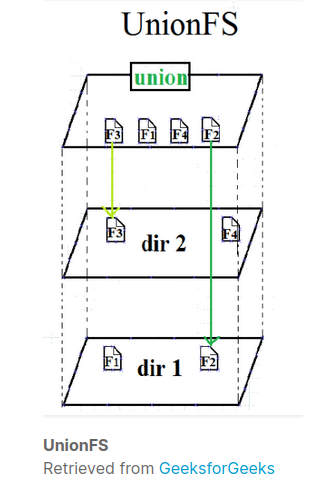 UnionFS
union
F3 F1 F4 F2
F3 dir 2 F4
F1 dir 1 F2
UnionFS
Retrieved from GeeksforGeeks